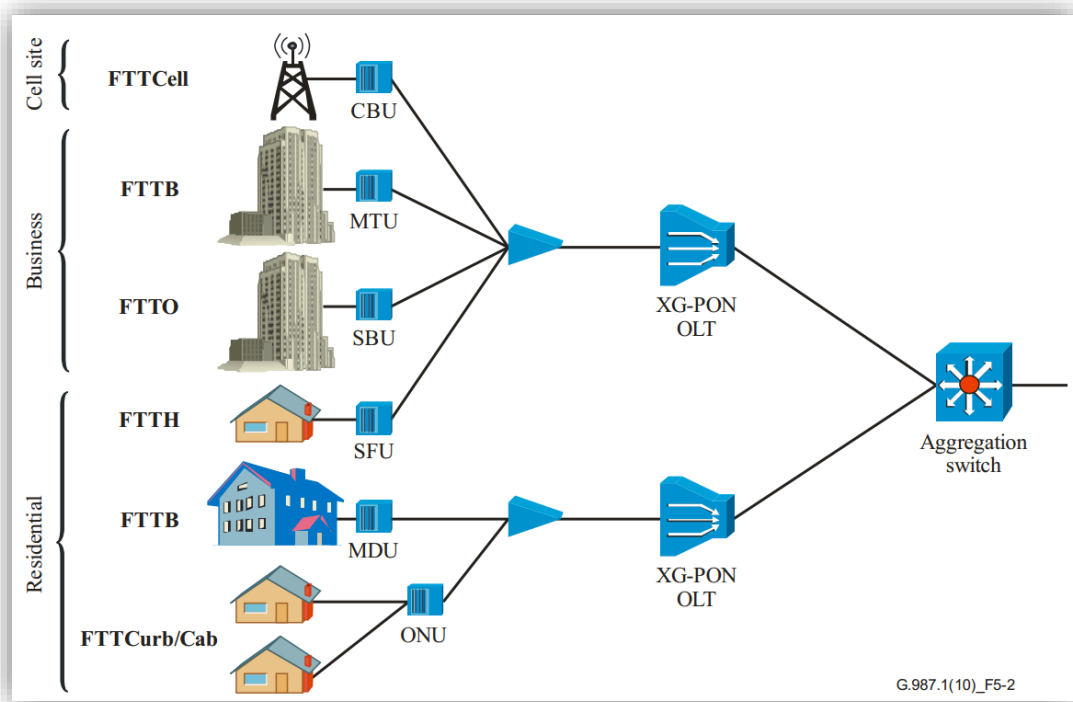 Cell site
FTTCell
CBU
Business
FTTB
MTU
FTTO
SBU
XG-PON
OLT
Aggregation
switch
Residential
FTTH
SFU
FTTB
MDU
XG-PON
OLT
FTTCurb/Cab
ONU
G.987.1(10)_F5-2